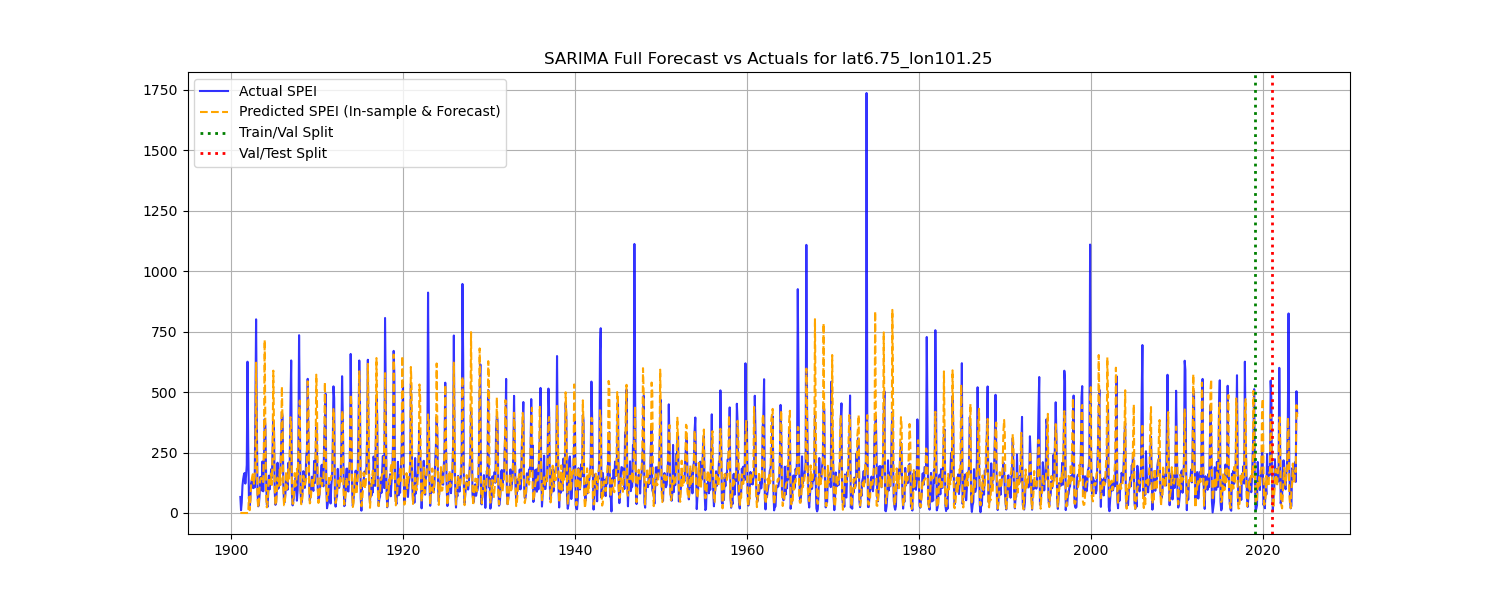 SARIMA Full Forecast vs Actuals for lat6.75_lon101.25
Actual SPEI
Predicted SPEI (In-sample & Forecast)
Train/Val Split
Val/Test Split
1750
1500
1250
1000
750
500
250
0
1900 1920 1940 1960 1980 2000 2020